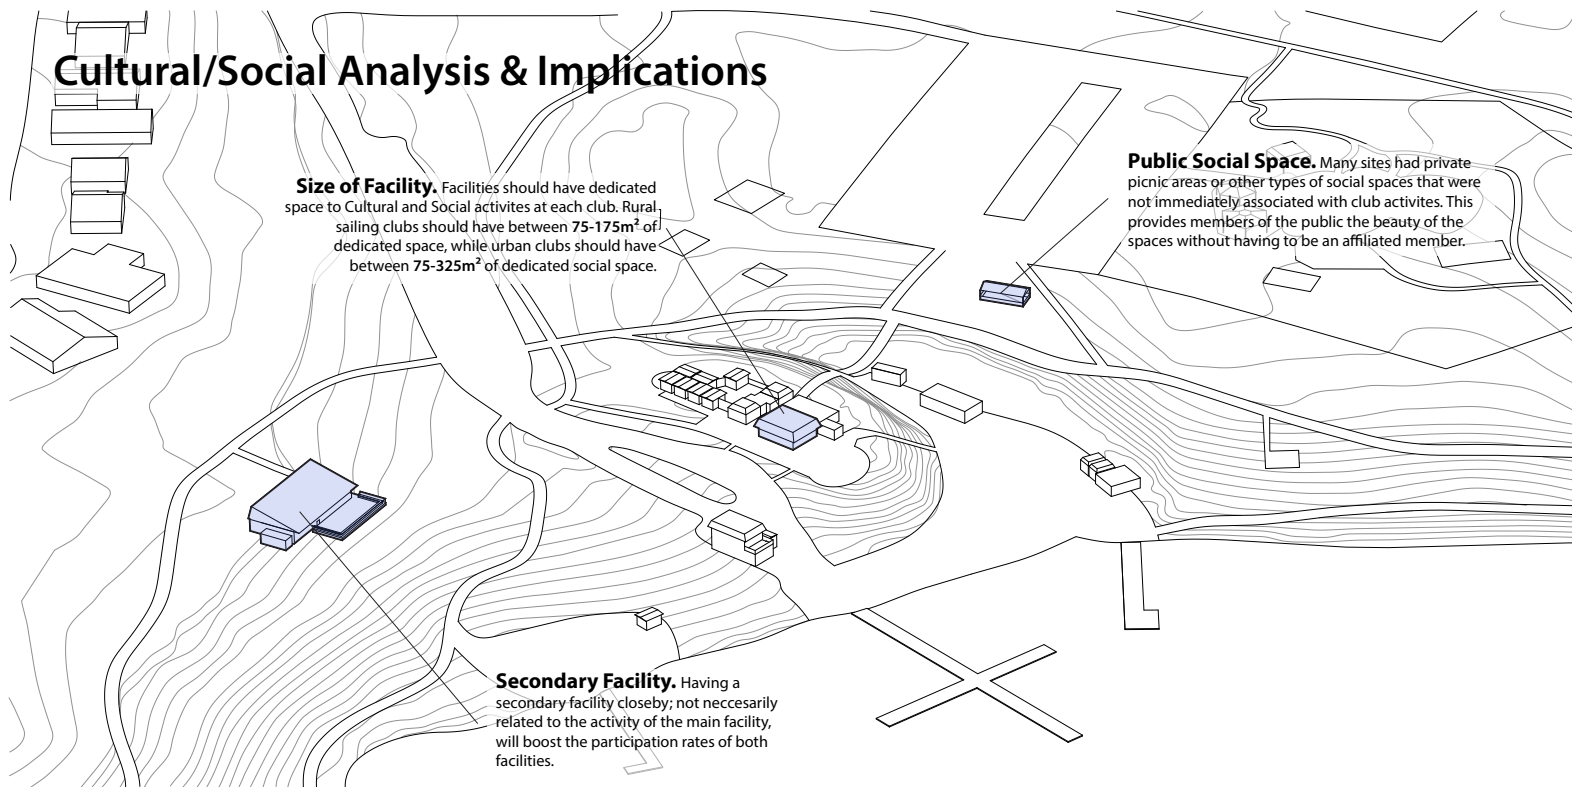 Cultural/Social Analysis & Implications
Size of Facility. Facilities should have dedicated
space to Cultural and Social activites at each club. Rural
sailing clubs should have between 75-175m² of
dedicated space, while urban clubs should have
between 75-325m² of dedicated social space.
Public Social Space. Many sites had private
picnic areas or other types of social spaces that were
not immediately associated with club activites. This
provides members of the public the beauty of the
spaces without having to be an affiliated member.
Secondary Facility. Having a
secondary facility closeby; not neccesarily
related to the activity of the main facility,
will boost the participation rates of both
facilities.